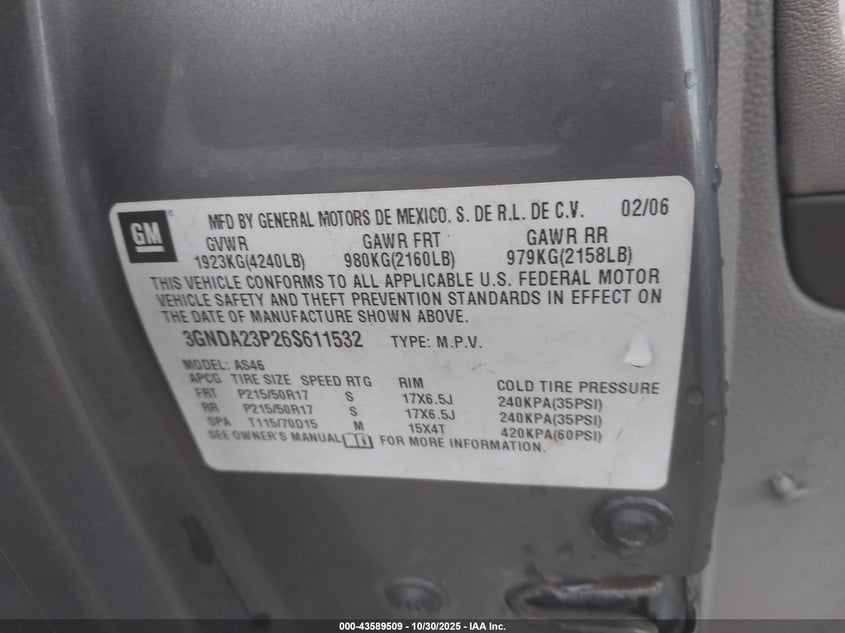 GM
MFD BY GENERAL MOTORS DE MEXICO. S. DE R.L. DE C.V. 02/06
GVWR GAWR FRT GAWR RR
1923KG(4240LB) 980KG(2160LB) 979KG(2158LB)
THIS VEHICLE CONFORMS TO ALL APPLICABLE U.S. FEDERAL MOTOR
VEHICLE SAFETY AND THEFT PREVENTION STANDARDS IN EFFECT ON
THE DATE OF MANUFACTURE SHOWN ABOVE.
3GNDA23P26S611532 TYPE: M.P.V.
MODEL: AS46
APCG TIRE SIZE SPEED RTG RIM COLD TIRE PRESSURE
FRT P215/50R17 S 17X6.5J 240KPA(35PSI)
RR P215/50R17 S 17X6.5J 240KPA(35PSI)
SPA T115/70D15 M 15X4T 420KPA(60PSI)
SEE OWNER'S MANUAL FOR MORE INFORMATION.
000-43589509 - 10/30/2025 - IAA Inc.